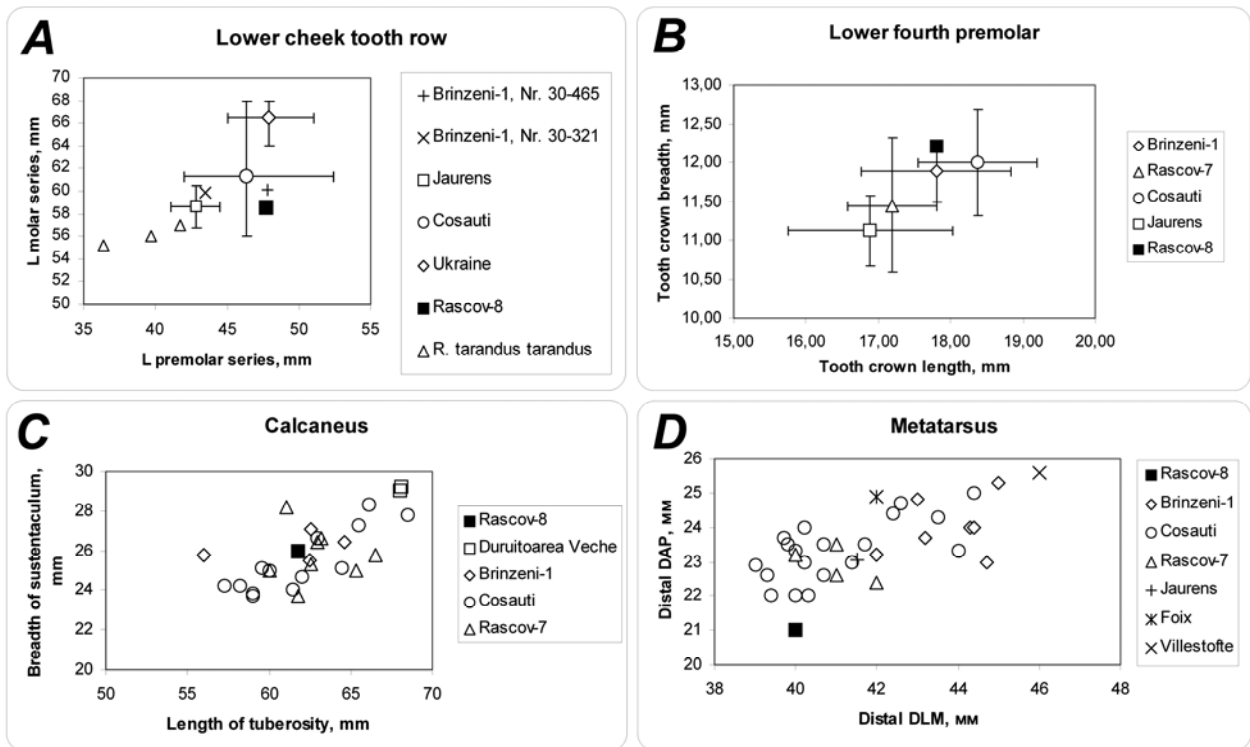 A
Lower cheek tooth row
L molar series, mm
70
68
66
64
62
60
58
56
54
52
50
35
40
45
50
55
L premolar series, mm
Brinzeni-1, Nr. 30-465
Brinzeni-1, Nr. 30-321
Jaurens
Cosauti
Ukraine
Rascov-8
R. tarandus tarandus
B
Lower fourth premolar
Tooth crown breadth, mm
13,00
12,50
12,00
11,50
11,00
10,50
10,00
15,00
16,00
17,00
18,00
19,00
20,00
Tooth crown length, mm
Brinzeni-1
Rascov-7
Cosauti
Jaurens
Rascov-8
C
Calcaneus
Breadth of sustentaculum,
mm
30
28
26
24
22
20
50
55
60
65
70
Length of tuberosity, mm
Rascov-8
Duruitoarea Veche
Brinzeni-1
Cosauti
Rascov-7
D
Metatarsus
Distal DAP, мм
26
25
24
23
22
21
20
38
40
42
44
46
48
Distal DLM, мм
Rascov-8
Brinzeni-1
Cosauti
Rascov-7
Jaurens
Foix
Villestofte